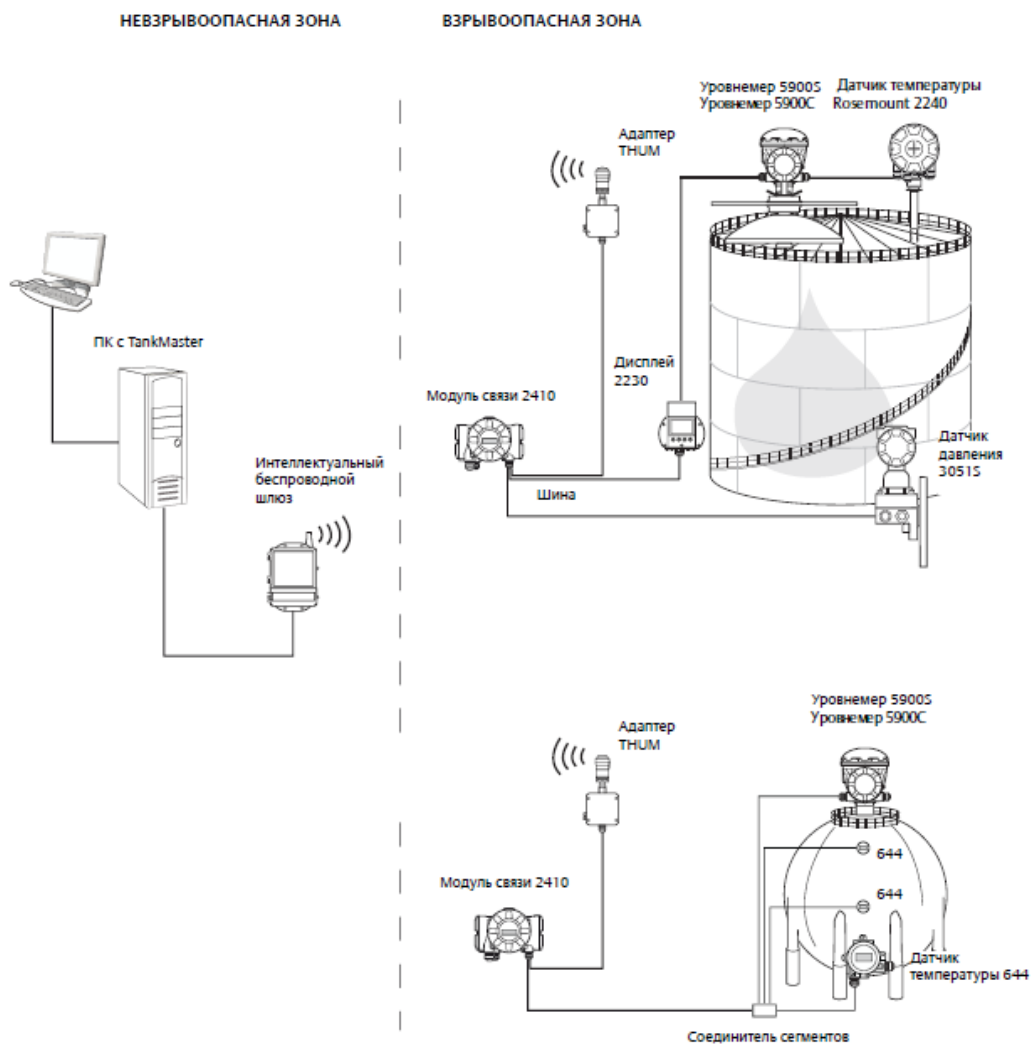 НЕВЗРЫВООПАСНАЯ ЗОНА
ВЗРЫВООПАСНАЯ ЗОНА
Уровнемер 5900S
Уровнемер 5900C
Датчик температуры
Rosemount 2240
Адаптер
THUM
ПК с TankMaster
Дисплей
2230
Модуль связи 2410
Датчик
давления
3051S
Интеллектуальный
беспроводной
шлюз
Шина
Уровнемер 5900S
Уровнемер 5900C
Адаптер
THUM
644
Модуль связи 2410
644
Датчик
температуры 644
Соединитель сегментов